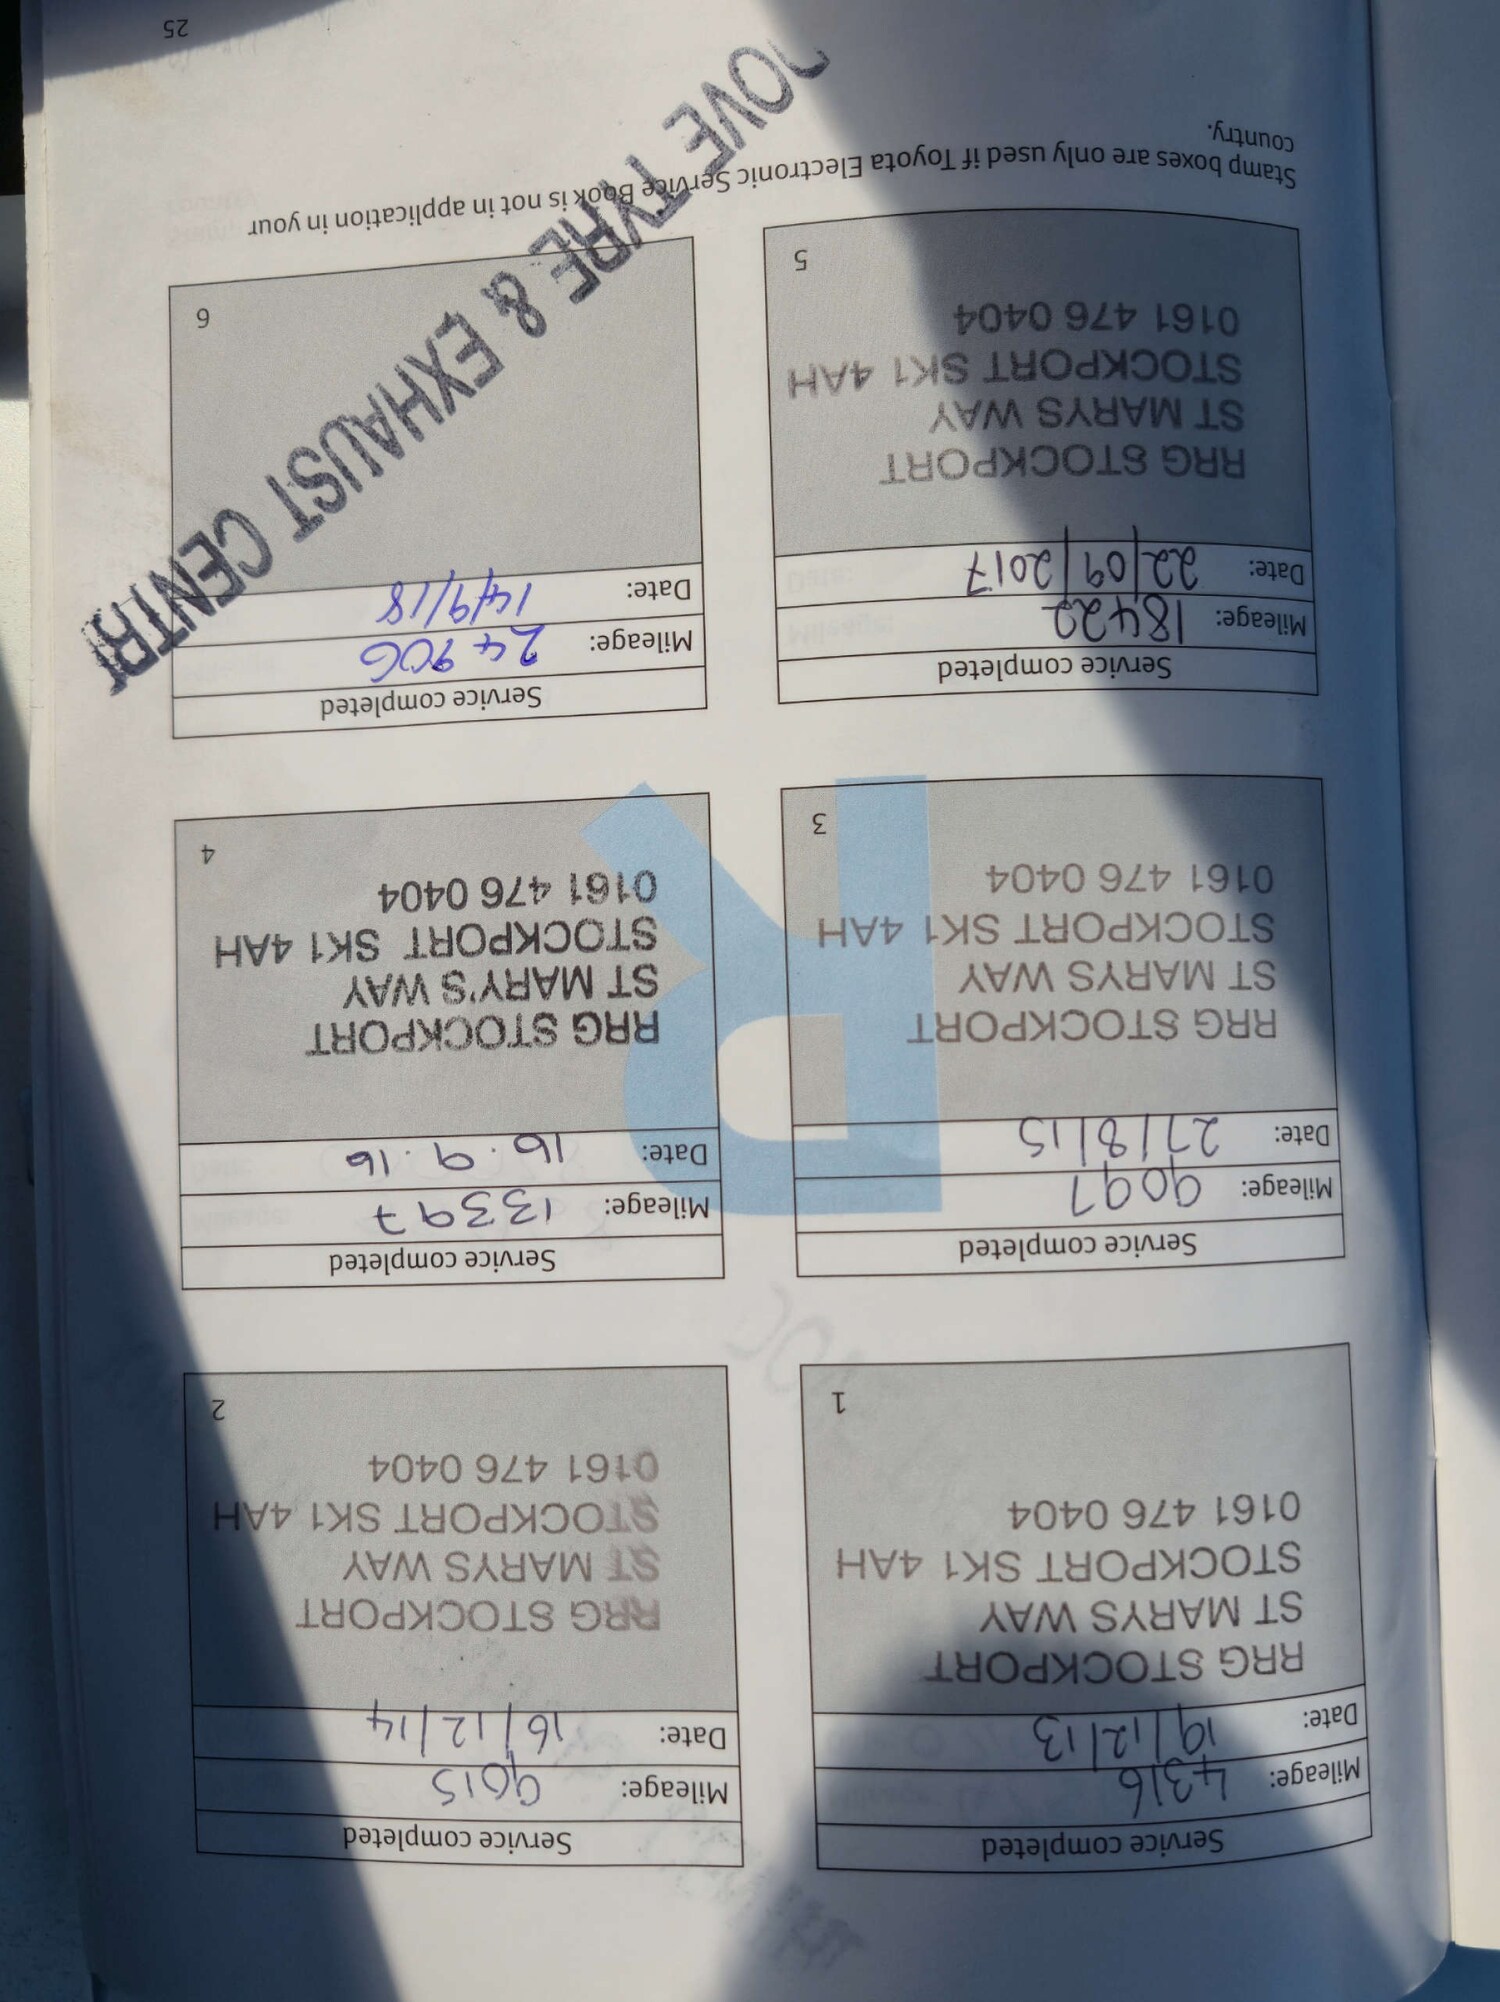 Service completed
Mileage: 4316
Date: 19/12/13
RRG STOCKPORT
ST MARYS WAY
STOCKPORT SK1 4AH
0161 476 0404
1
Service completed
Mileage: 9015
Date: 16/12/14
RRG STOCKPORT
ST MARYS WAY
STOCKPORT SK1 4AH
0161 476 0404
2
Service completed
Mileage: 9097
Date: 27/8/15
RRG STOCKPORT
ST MARYS WAY
STOCKPORT SK1 4AH
0161 476 0404
3
Service completed
Mileage: 13397
Date: 16.9.16
RRG STOCKPORT
ST MARY'S WAY
STOCKPORT SK1 4AH
0161 476 0404
4
Service completed
Mileage: 18422
Date: 22/09/2017
RRG STOCKPORT
ST MARYS WAY
STOCKPORT SK1 4AH
0161 476 0404
5
Service completed
Mileage: 24906
Date: 14/9/18
TYRE & EXHAUST
6
Stamp boxes are only used if Toyota Electronic Service Book is not in application in your
country.
25